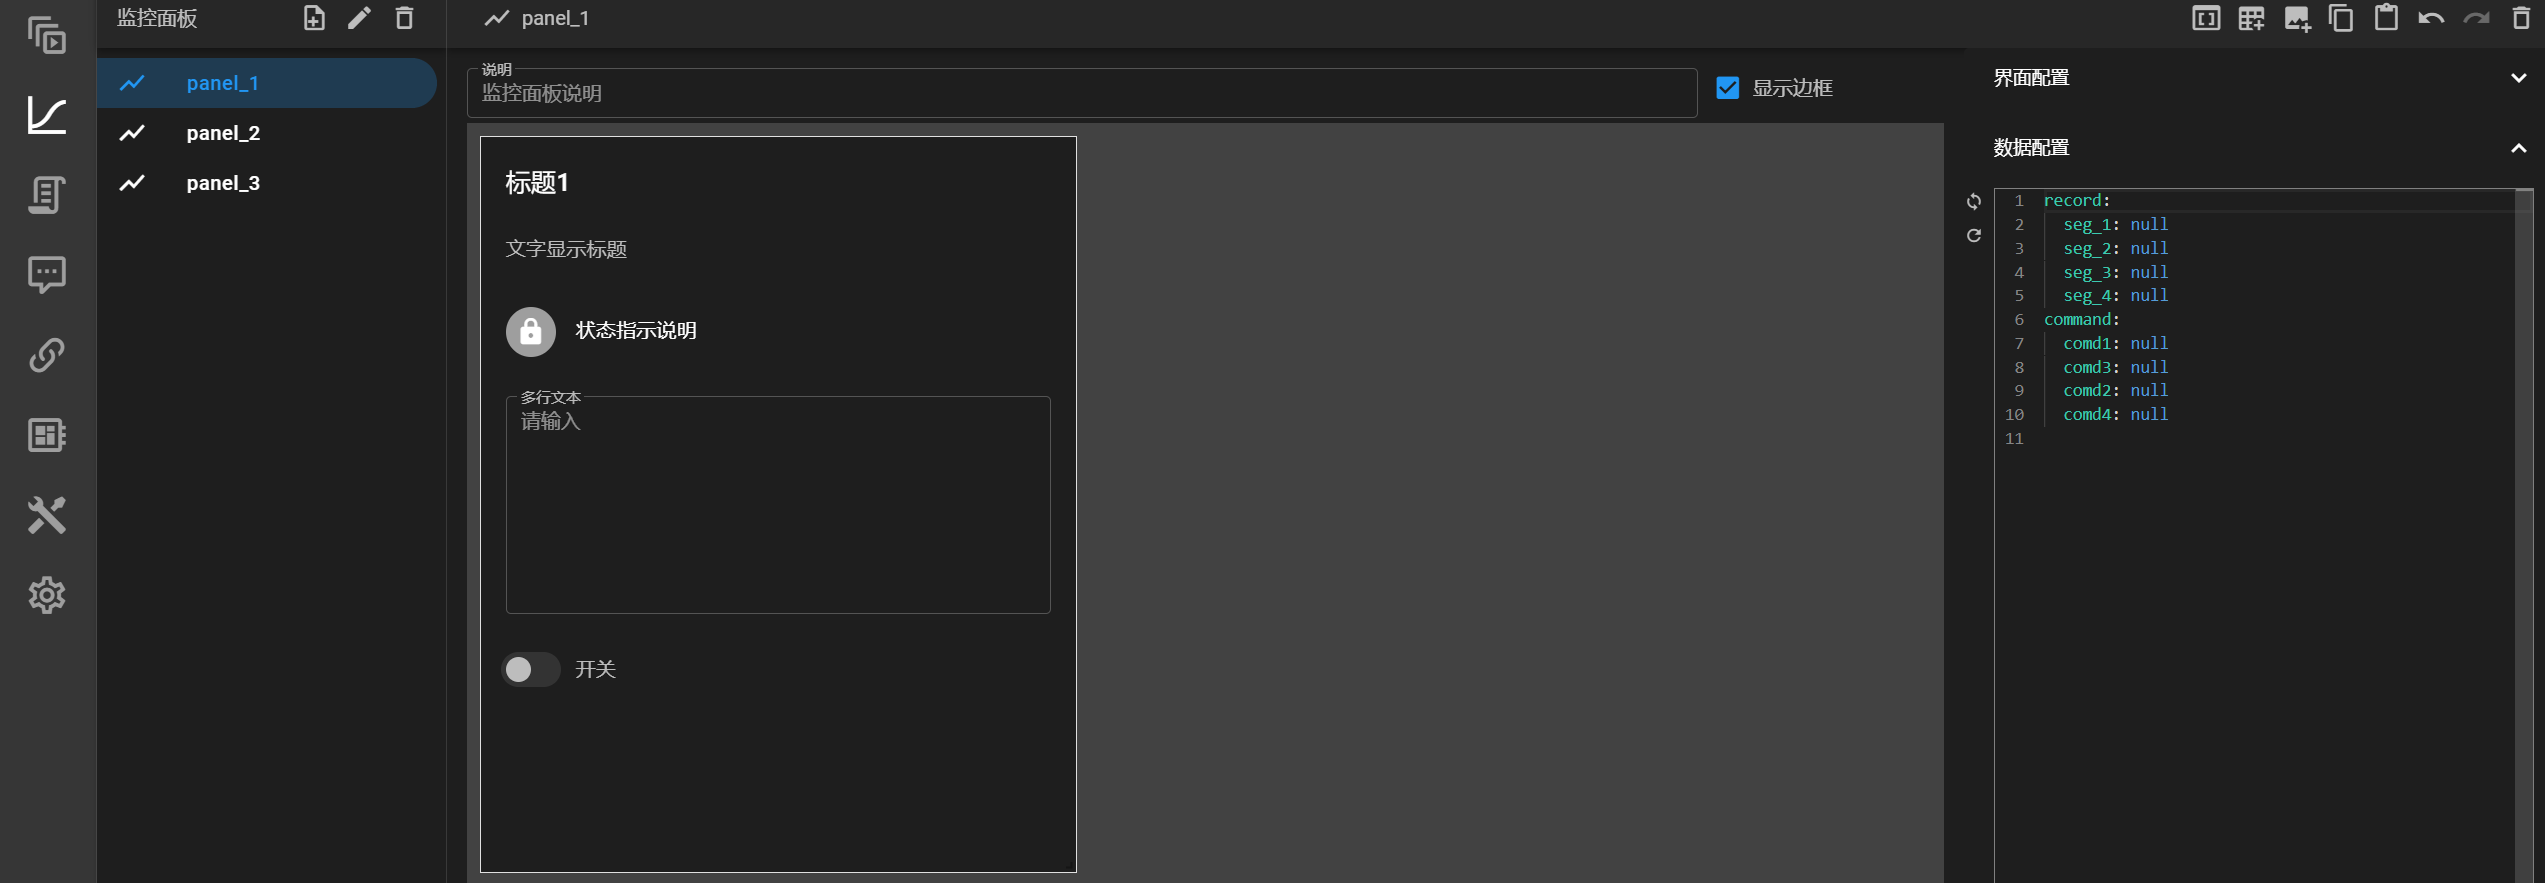 监控面板
panel_1
panel_2
panel_3
panel_1
说明
监控面板说明
显示边框
标题1
文字显示标题
状态指示说明
多行文本
请输入
开关
界面配置
数据配置
1 record:
2 seg_1: null
3 seg_2: null
4 seg_3: null
5 seg_4: null
6 command:
7 comd1: null
8 comd3: null
9 comd2: null
10 comd4: null
11